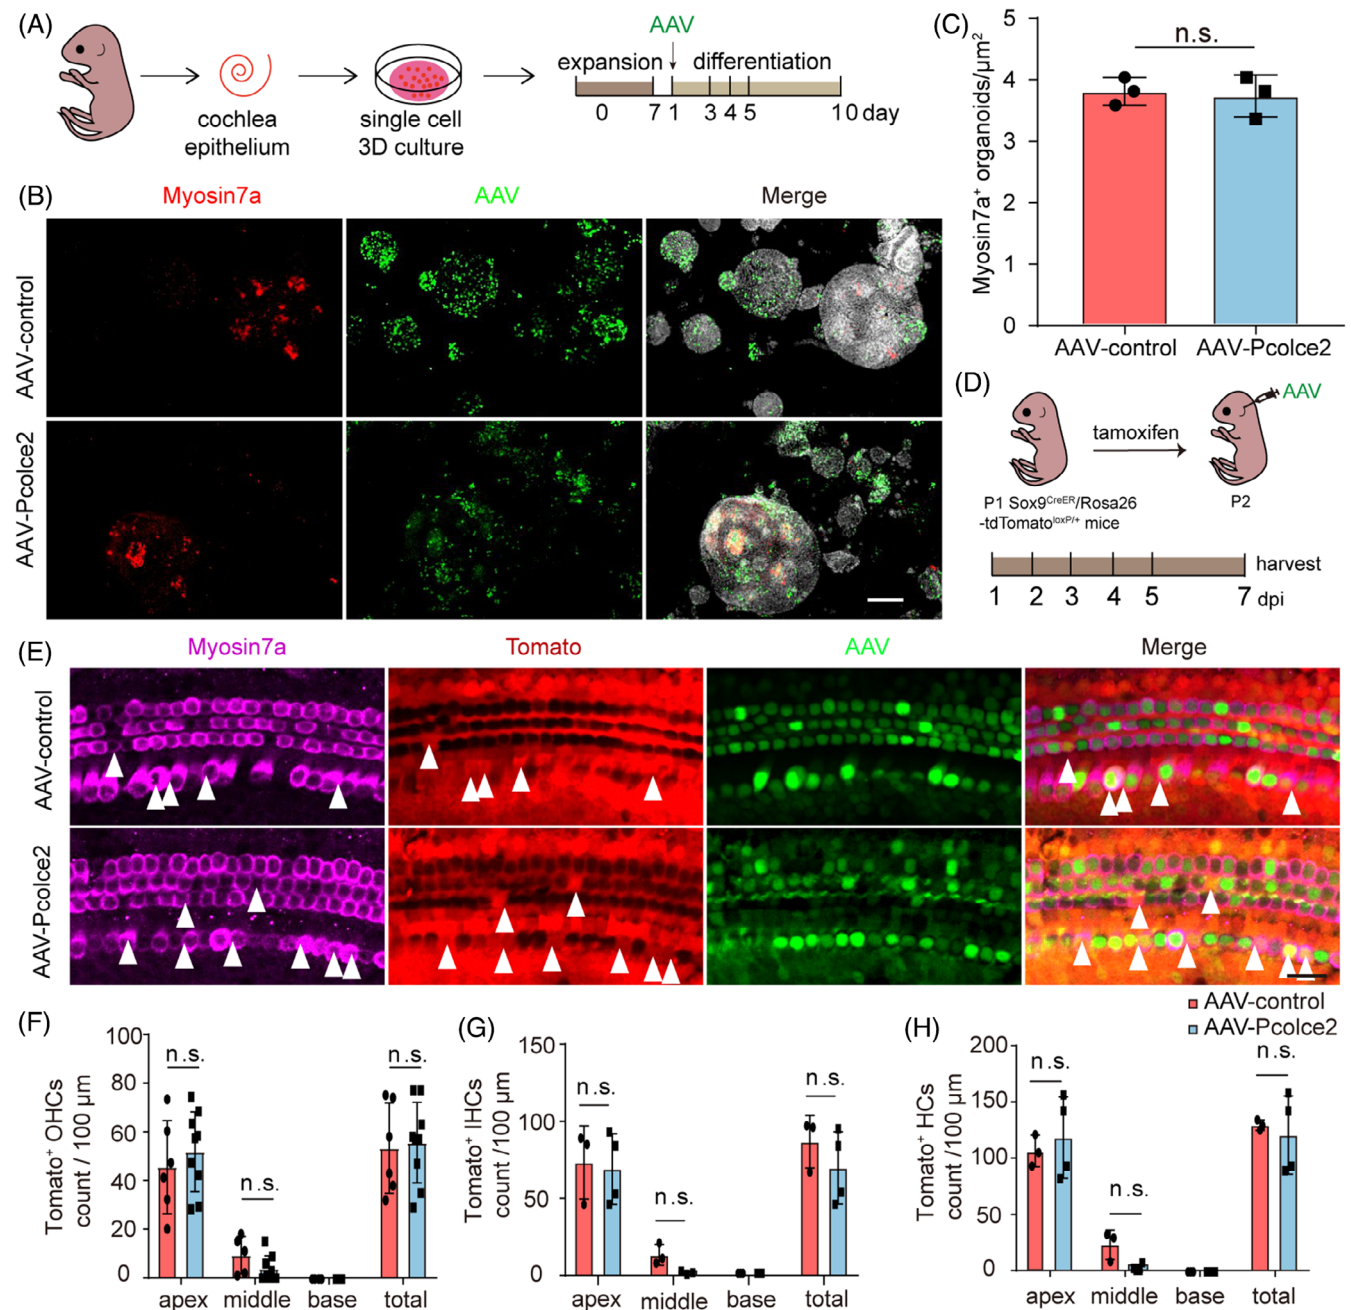 (A)
AAV
expansion
differentiation
0 7 1 3 4 5 10 day
cochlea
epithelium
single cell
3D culture
(B)
Myosin7a
AAV
Merge
AAV-control
AAV-Pcolce2
(C)
Myosin7a⁺ organoids/µm²
5
4
3
2
1
0
n.s.
AAV-control
AAV-Pcolce2
(D)
tamoxifen
AAV
P1 Sox9ᶜʳᵉᴱᴿ/Rosa26
-tdTomatoˡᵒˣᴾ/⁺ mice
P2
harvest
1 2 3 4 5 7 dpi
(E)
Myosin7a
Tomato
AAV
Merge
AAV-control
AAV-Pcolce2
AAV-control
AAV-Pcolce2
(F)
Tomato⁺ OHCs
count / 100 µm
100
80
60
40
20
0
n.s.
n.s.
n.s.
apex
middle
base
total
(G)
Tomato⁺ IHCs
count /100 µm
150
100
50
0
n.s.
n.s.
n.s.
apex
middle
base
total
(H)
Tomato⁺ HCs
count / 100 µm
200
150
100
50
0
n.s.
n.s.
n.s.
apex
middle
base
total